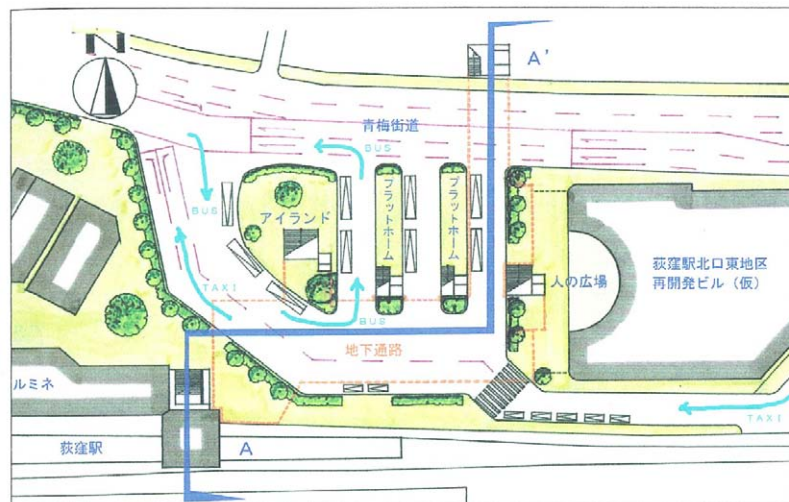 N
A'
青梅街道
BUS
BUS
アイランド
プラットホーム
プラットホーム
人の広場
荻窪駅北口東地区
再開発ビル（仮）
TAXI
BUS
地下通路
ルミネ
TAXI
荻窪駅
A